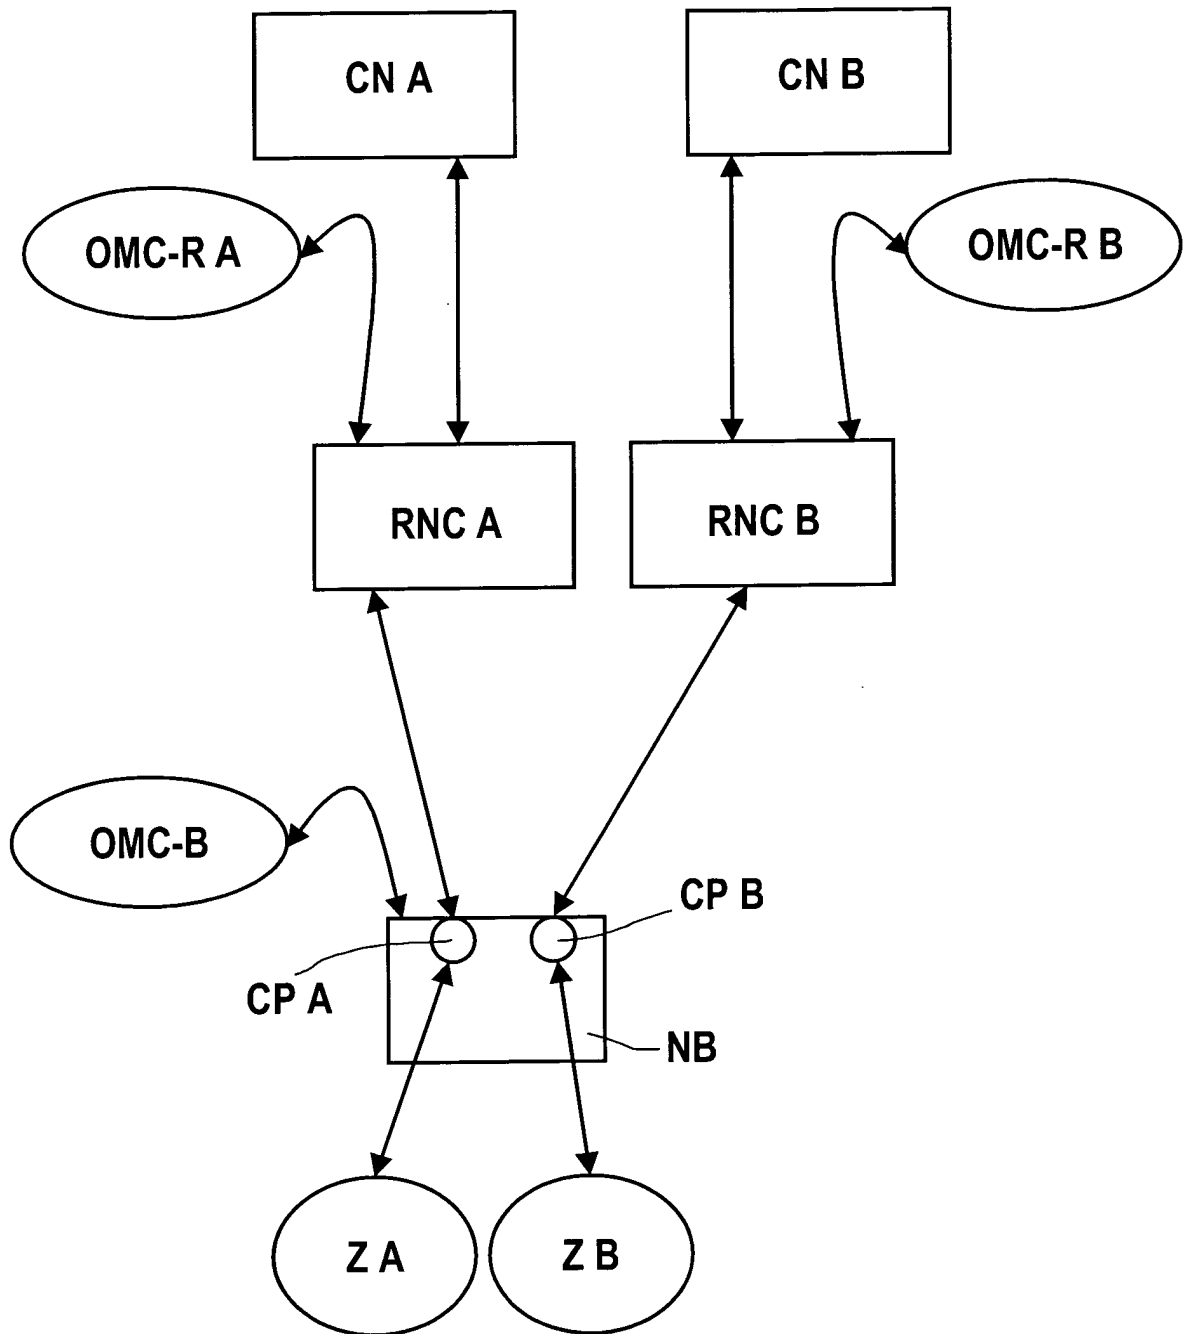 CN A
CN B
OMC-R A
OMC-R B
RNC A
RNC B
OMC-B
CP B
CP A
NB
Z A
Z B